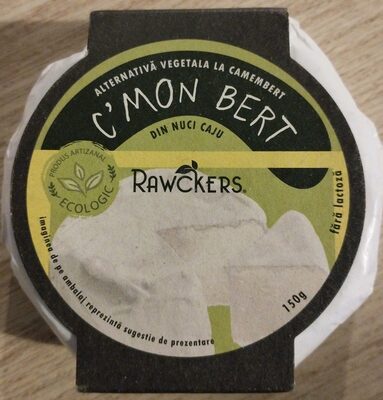 ALTERNATIVĂ VEGETALA LA CAMEMBERT
C'MON BERT
DIN NUCI CAJU
PRODUS ARTIZANAL
ECOLOGIC
RAWCKERS®
fără lactoză
150g
imaginea de pe ambalaj reprezintă sugestie de prezentare